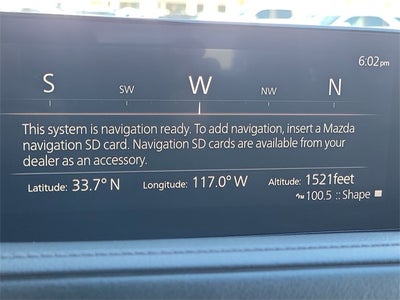 6:02pm
S SW W NW N
This system is navigation ready. To add navigation, insert a Mazda
navigation SD card. Navigation SD cards are available from your
dealer as an accessory.
Latitude: 33.7° N Longitude: 117.0° W Altitude: 1521feet
100.5 :: Shape